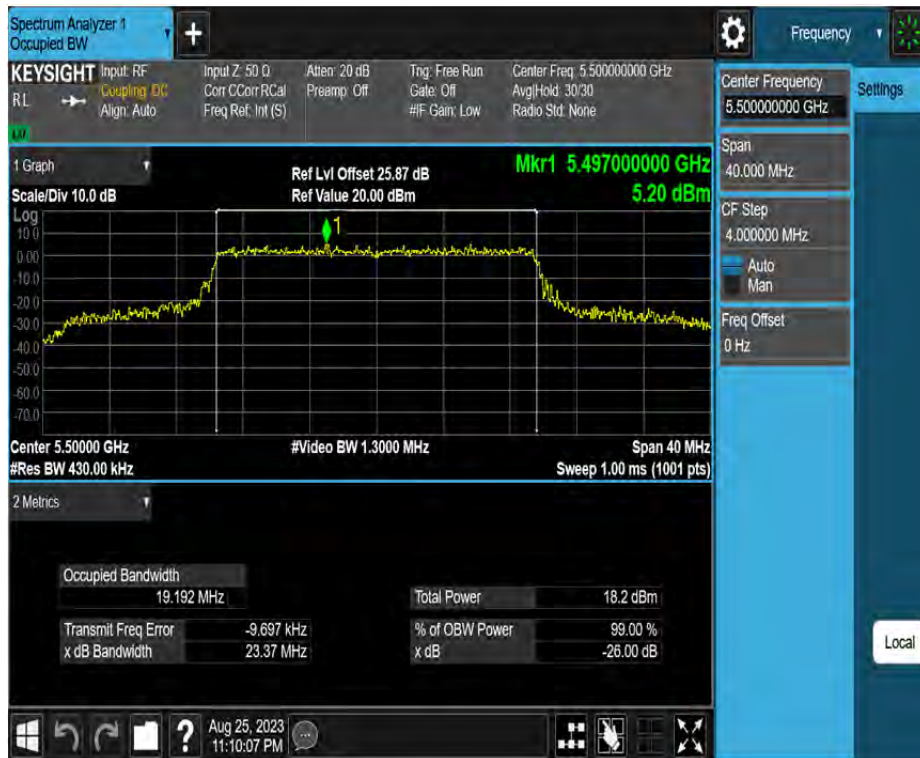 Spectrum Analyzer 1
Occupied BW
+
Frequency
KEYSIGHT
RL
Input: RF
Coupling: DC
Align: Auto
Input Z: 50 Ω
Corr CCorr RCal
Freq Ref: Int (S)
Atten: 20 dB
Preamp: Off
Trig: Free Run
Gate: Off
#IF Gain: Low
Center Freq: 5.500000000 GHz
Avg|Hold: 30/30
Radio Std: None
Center Frequency
5.500000000 GHz
Settings
Span
40.000 MHz
CF Step
4.000000 MHz
Auto
Man
Freq Offset
0 Hz
1 Graph
Scale/Div 10.0 dB
Ref Lvl Offset 25.87 dB
Ref Value 20.00 dBm
Mkr1 5.497000000 GHz
5.20 dBm
Log
10.0
0.00
-10.0
-20.0
-30.0
-40.0
-50.0
-60.0
-70.0
1
Center 5.50000 GHz
#Video BW 1.3000 MHz
Span 40 MHz
#Res BW 430.00 kHz
Sweep 1.00 ms (1001 pts)
2 Metrics
Occupied Bandwidth
19.192 MHz
Total Power 18.2 dBm
Transmit Freq Error -9.697 kHz
% of OBW Power 99.00 %
x dB Bandwidth 23.37 MHz
x dB -26.00 dB
Local
?
Aug 25, 2023
11:10:07 PM